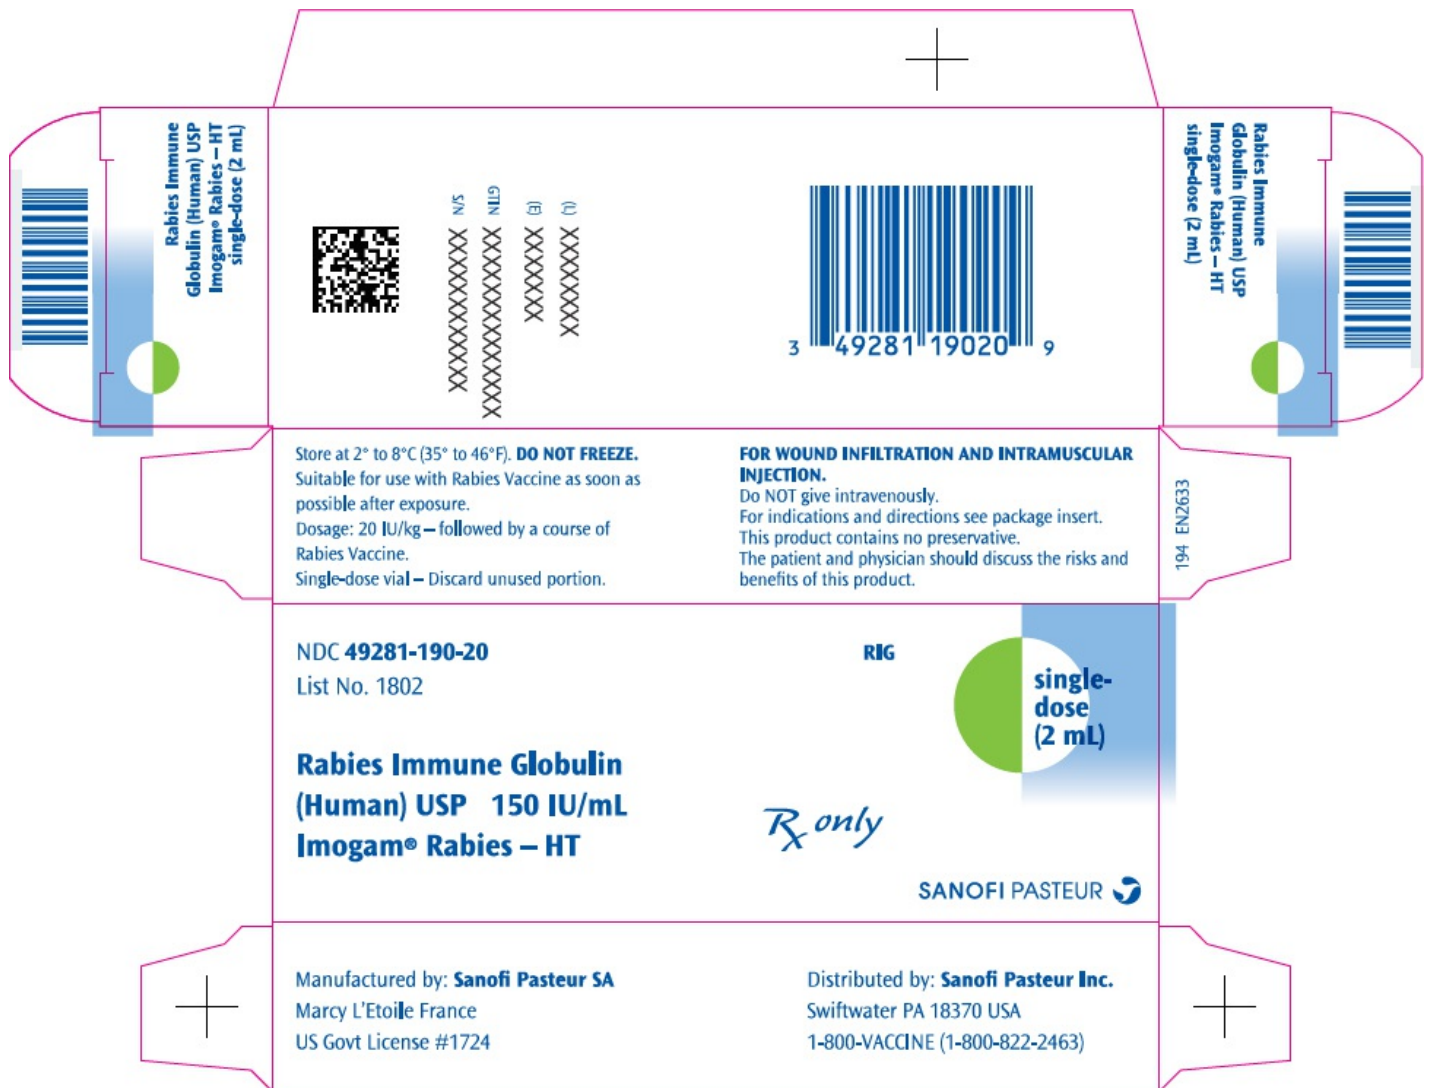 Rabies Immune
Globulin (Human) USP
Imogam® Rabies – HT
single-dose (2 mL)
S/N XXXXXXXXXXXX
GTIN XXXXXXXXXXXXXX
(E) XXXXXXX
(L) XXXXXXXX
3 49281 19020 9
Rabies Immune
Globulin (Human) USP
Imogam® Rabies – HT
single-dose (2 mL)
Store at 2° to 8°C (35° to 46°F). DO NOT FREEZE.
Suitable for use with Rabies Vaccine as soon as
possible after exposure.
Dosage: 20 IU/kg – followed by a course of
Rabies Vaccine.
Single-dose vial – Discard unused portion.
FOR WOUND INFILTRATION AND INTRAMUSCULAR
INJECTION.
Do NOT give intravenously.
For indications and directions see package insert.
This product contains no preservative.
The patient and physician should discuss the risks and
benefits of this product.
194 EN2633
NDC 49281-190-20
List No. 1802
RIG
single-
dose
(2 mL)
Rabies Immune Globulin
(Human) USP 150 IU/mL
Imogam® Rabies – HT
Rx only
SANOFI PASTEUR
Manufactured by: Sanofi Pasteur SA
Marcy L'Etoile France
US Govt License #1724
Distributed by: Sanofi Pasteur Inc.
Swiftwater PA 18370 USA
1-800-VACCINE (1-800-822-2463)